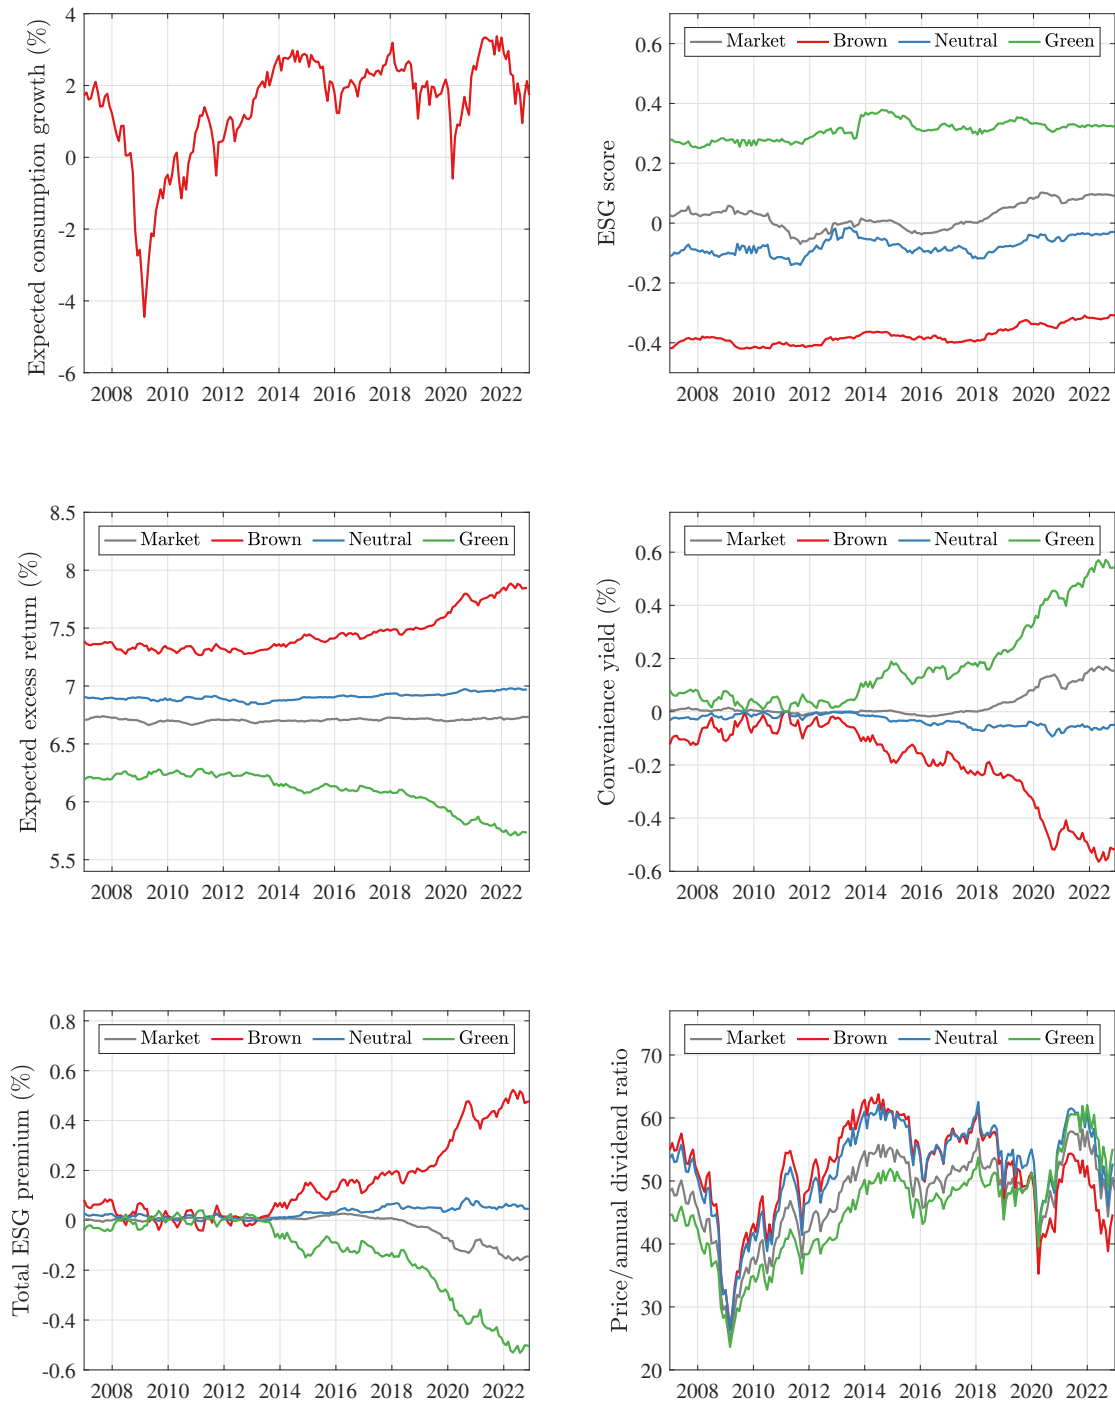 Expected consumption growth (%)
4
2
0
-2
-4
-6
2008 2010 2012 2014 2016 2018 2020 2022
ESG score
Market Brown Neutral Green
0.6
0.4
0.2
0
-0.2
-0.4
2008 2010 2012 2014 2016 2018 2020 2022
Expected excess return (%)
Market Brown Neutral Green
8.5
8
7.5
7
6.5
6
5.5
2008 2010 2012 2014 2016 2018 2020 2022
Convenience yield (%)
Market Brown Neutral Green
0.6
0.4
0.2
0
-0.2
-0.4
-0.6
2008 2010 2012 2014 2016 2018 2020 2022
Total ESG premium (%)
Market Brown Neutral Green
0.8
0.6
0.4
0.2
0
-0.2
-0.4
-0.6
2008 2010 2012 2014 2016 2018 2020 2022
Price/annual dividend ratio
Market Brown Neutral Green
70
60
50
40
30
20
2008 2010 2012 2014 2016 2018 2020 2022